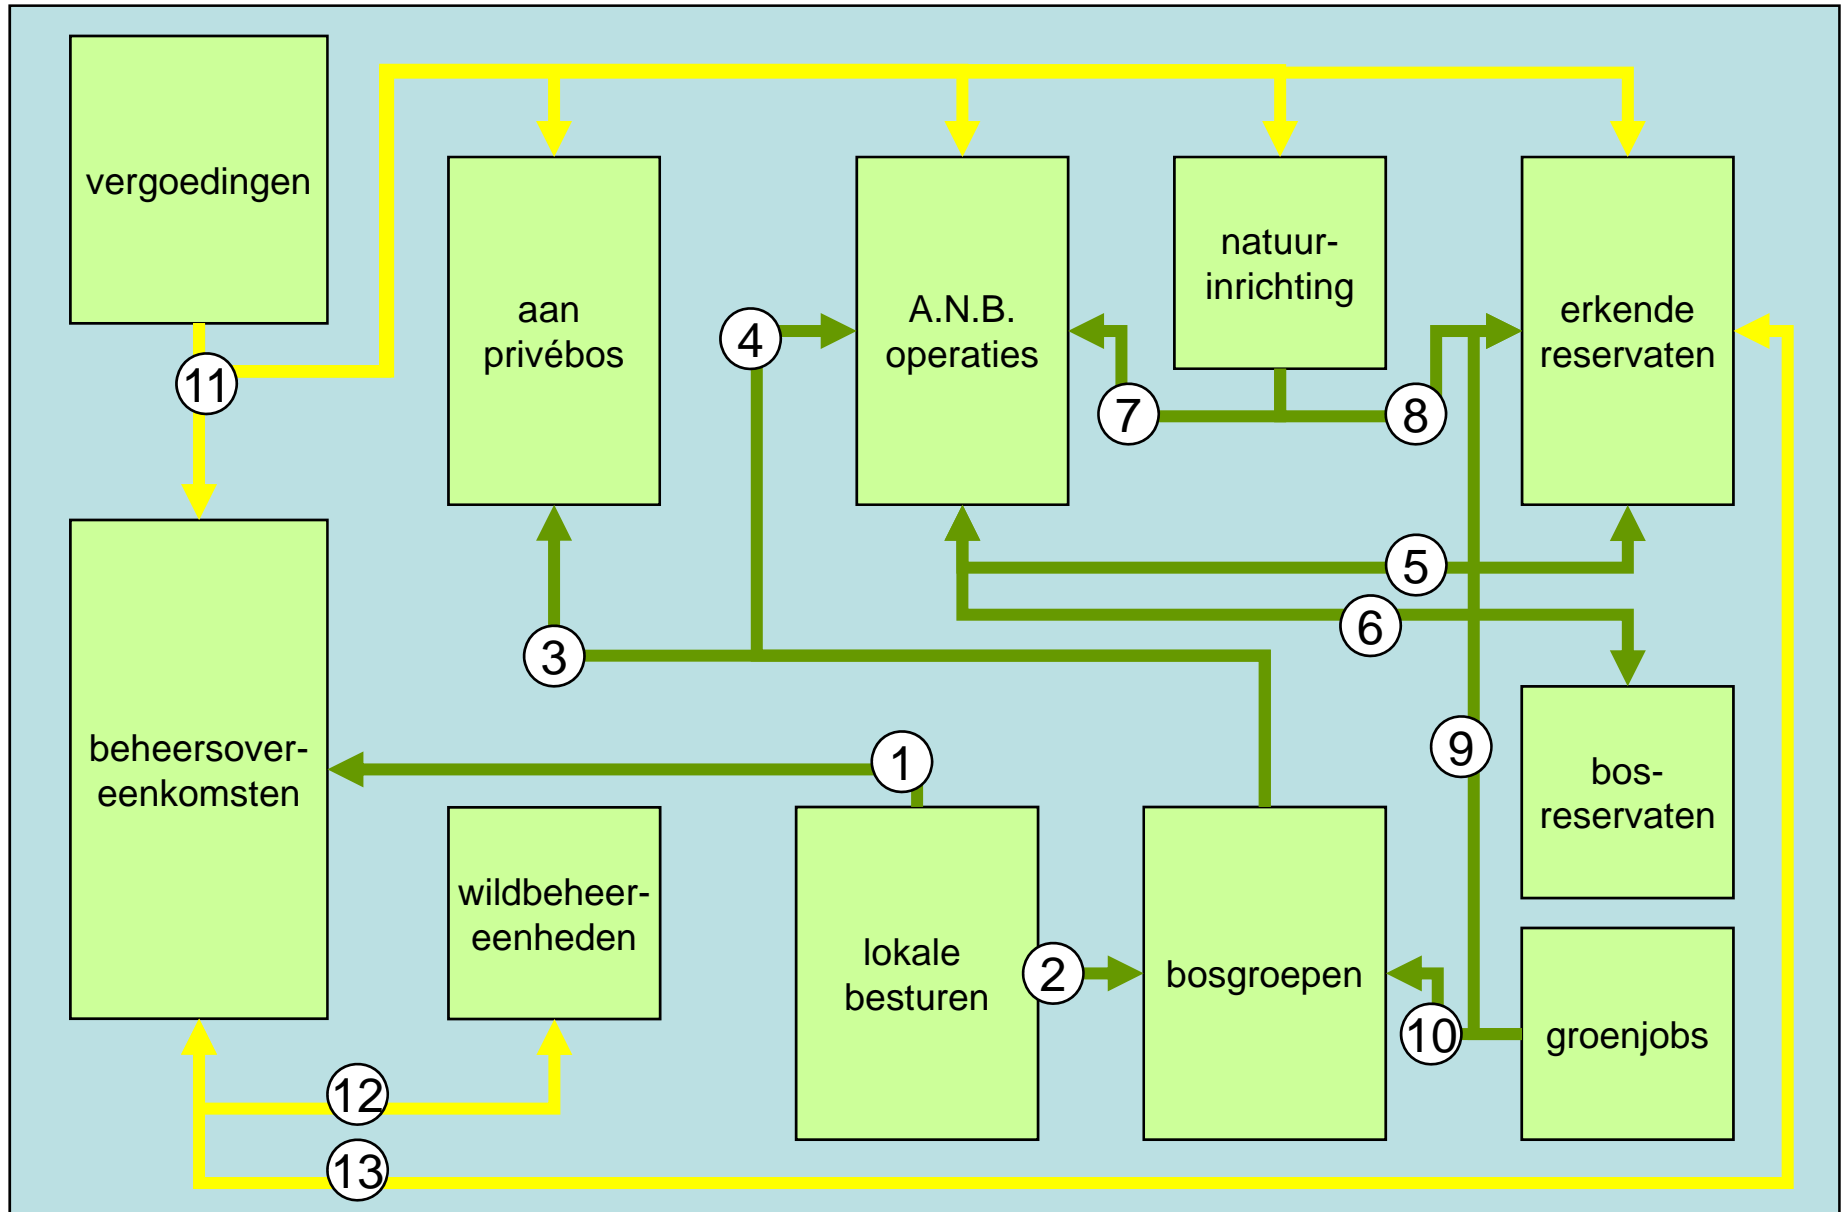 vergoedingen
11
aan
privébos
4
A.N.B.
operaties
natuur-
inrichting
7
8
erkende
reservaten
5
6
3
beheersover-
eenkomsten
1
9
bos-
reservaten
wildbeheer-
eenheden
lokale
besturen
2
bosgroepen
10
groenjobs
12
13